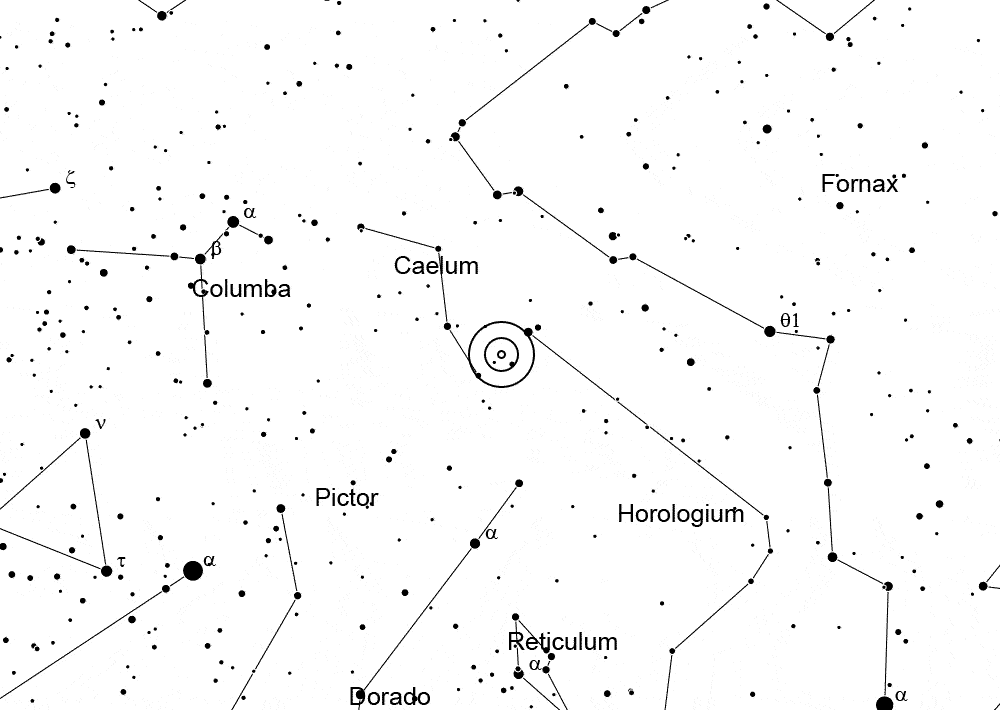 Fornax
ζ
α
β
Caelum
Columba
θ1
ν
Pictor
Horologium
α
τ
α
Reticulum
α
Dorado
α